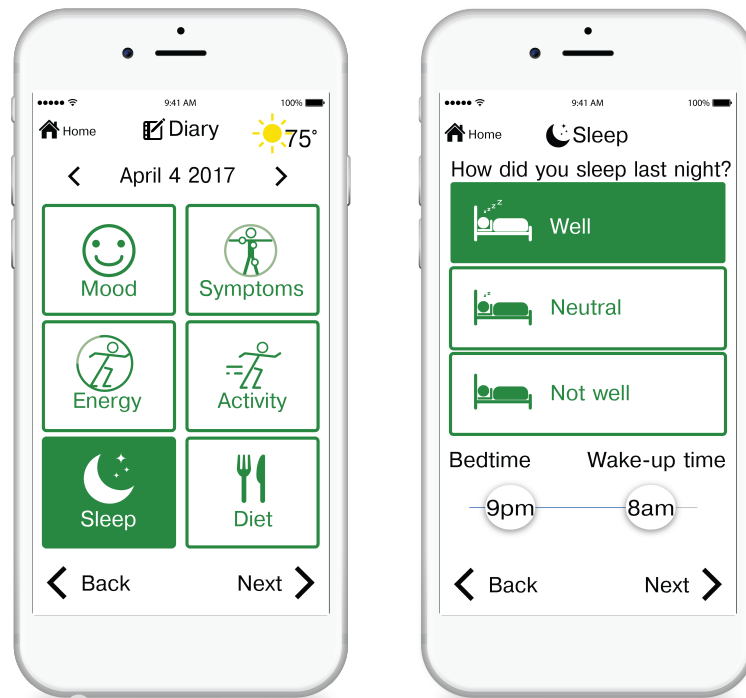 9:41 AM
100%
Home
Diary
75°
April 4 2017
Mood
Symptoms
Energy
Activity
Sleep
Diet
Back
Next
9:41 AM
100%
Home
Sleep
How did you sleep last night?
zzZZ
Well
zz
Neutral
Not well
Bedtime
Wake-up time
9pm
8am
Back
Next